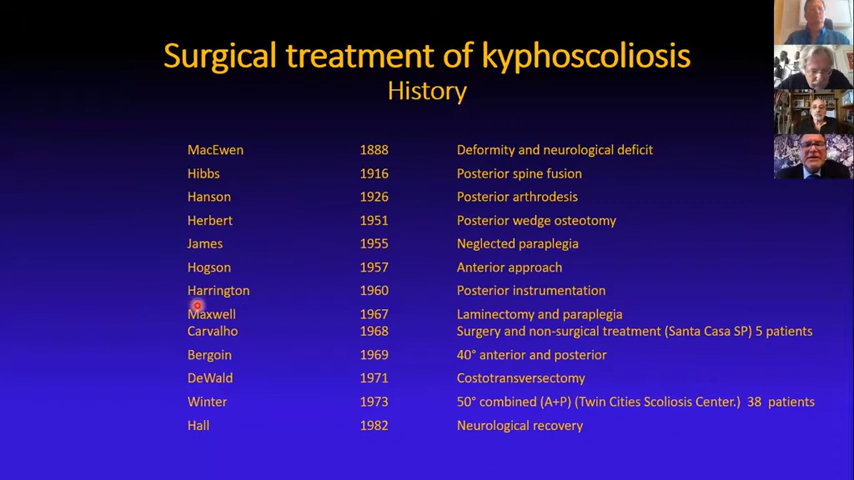 Surgical treatment of kyphoscoliosis
History
MacEwen 1888 Deformity and neurological deficit
Hibbs 1916 Posterior spine fusion
Hanson 1926 Posterior arthrodesis
Herbert 1951 Posterior wedge osteotomy
James 1955 Neglected paraplegia
Hogson 1957 Anterior approach
Harrington 1960 Posterior instrumentation
Maxwell 1967 Laminectomy and paraplegia
Carvalho 1968 Surgery and non-surgical treatment (Santa Casa SP) 5 patients
Bergoin 1969 40° anterior and posterior
DeWald 1971 Costotransversectomy
Winter 1973 50° combined (A+P) (Twin Cities Scoliosis Center.) 38 patients
Hall 1982 Neurological recovery